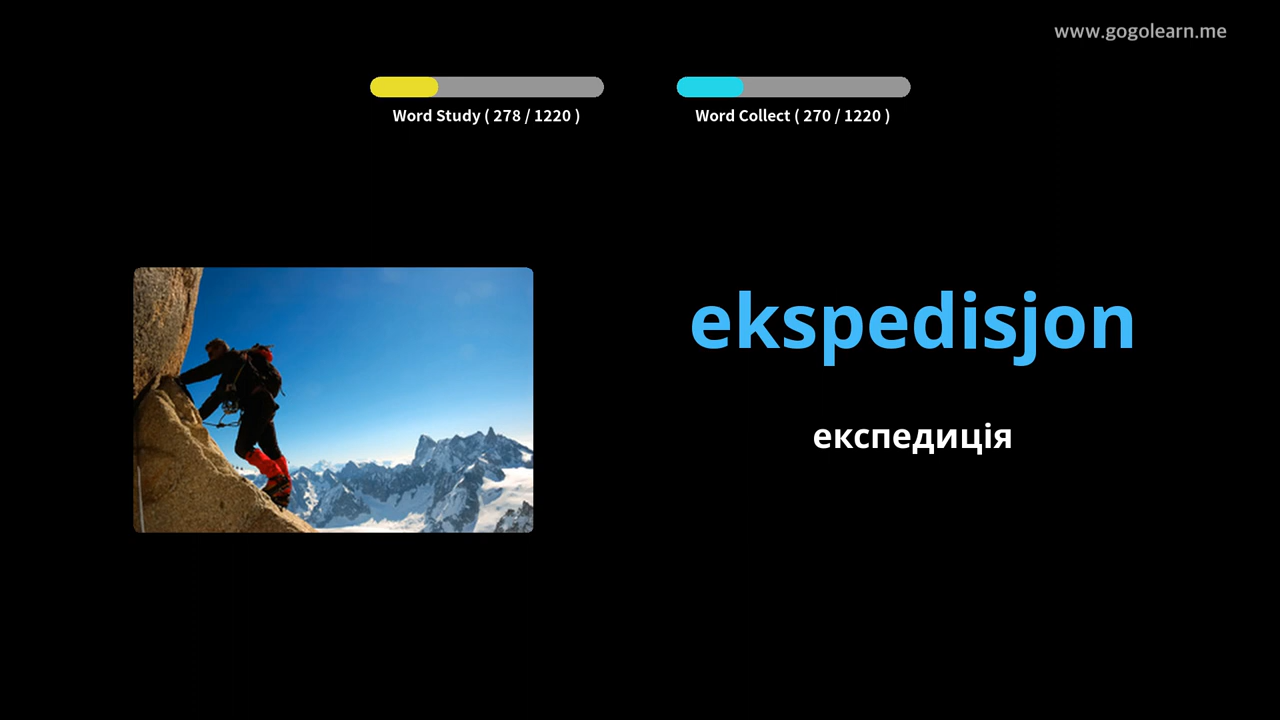 www.gogolearn.me
Word Study ( 278 / 1220 )
Word Collect ( 270 / 1220 )
ekspedisjon
експедиція